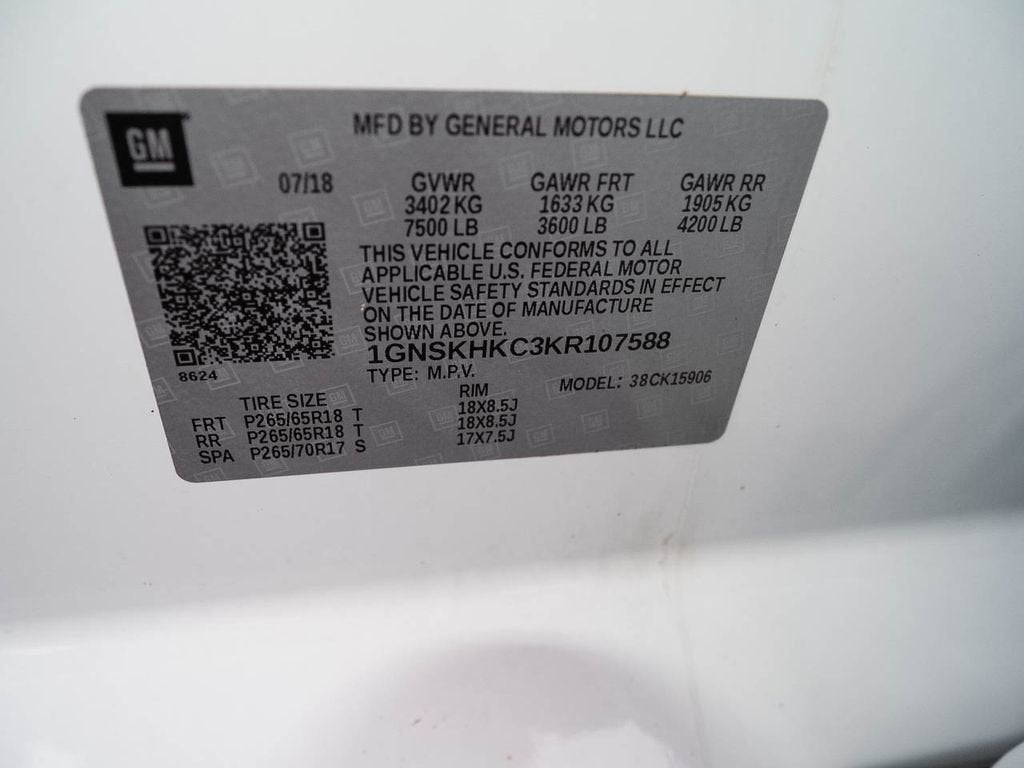 GM
MFD BY GENERAL MOTORS LLC
07/18 GVWR GAWR FRT GAWR RR
3402 KG 1633 KG 1905 KG
7500 LB 3600 LB 4200 LB
THIS VEHICLE CONFORMS TO ALL
APPLICABLE U.S. FEDERAL MOTOR
VEHICLE SAFETY STANDARDS IN EFFECT
ON THE DATE OF MANUFACTURE
SHOWN ABOVE.
1GNSKHKC3KR107588
8624 TYPE: M.P.V. MODEL: 38CK15906
TIRE SIZE RIM
FRT P265/65R18 T 18X8.5J
RR P265/65R18 T 18X8.5J
SPA P265/70R17 S 17X7.5J